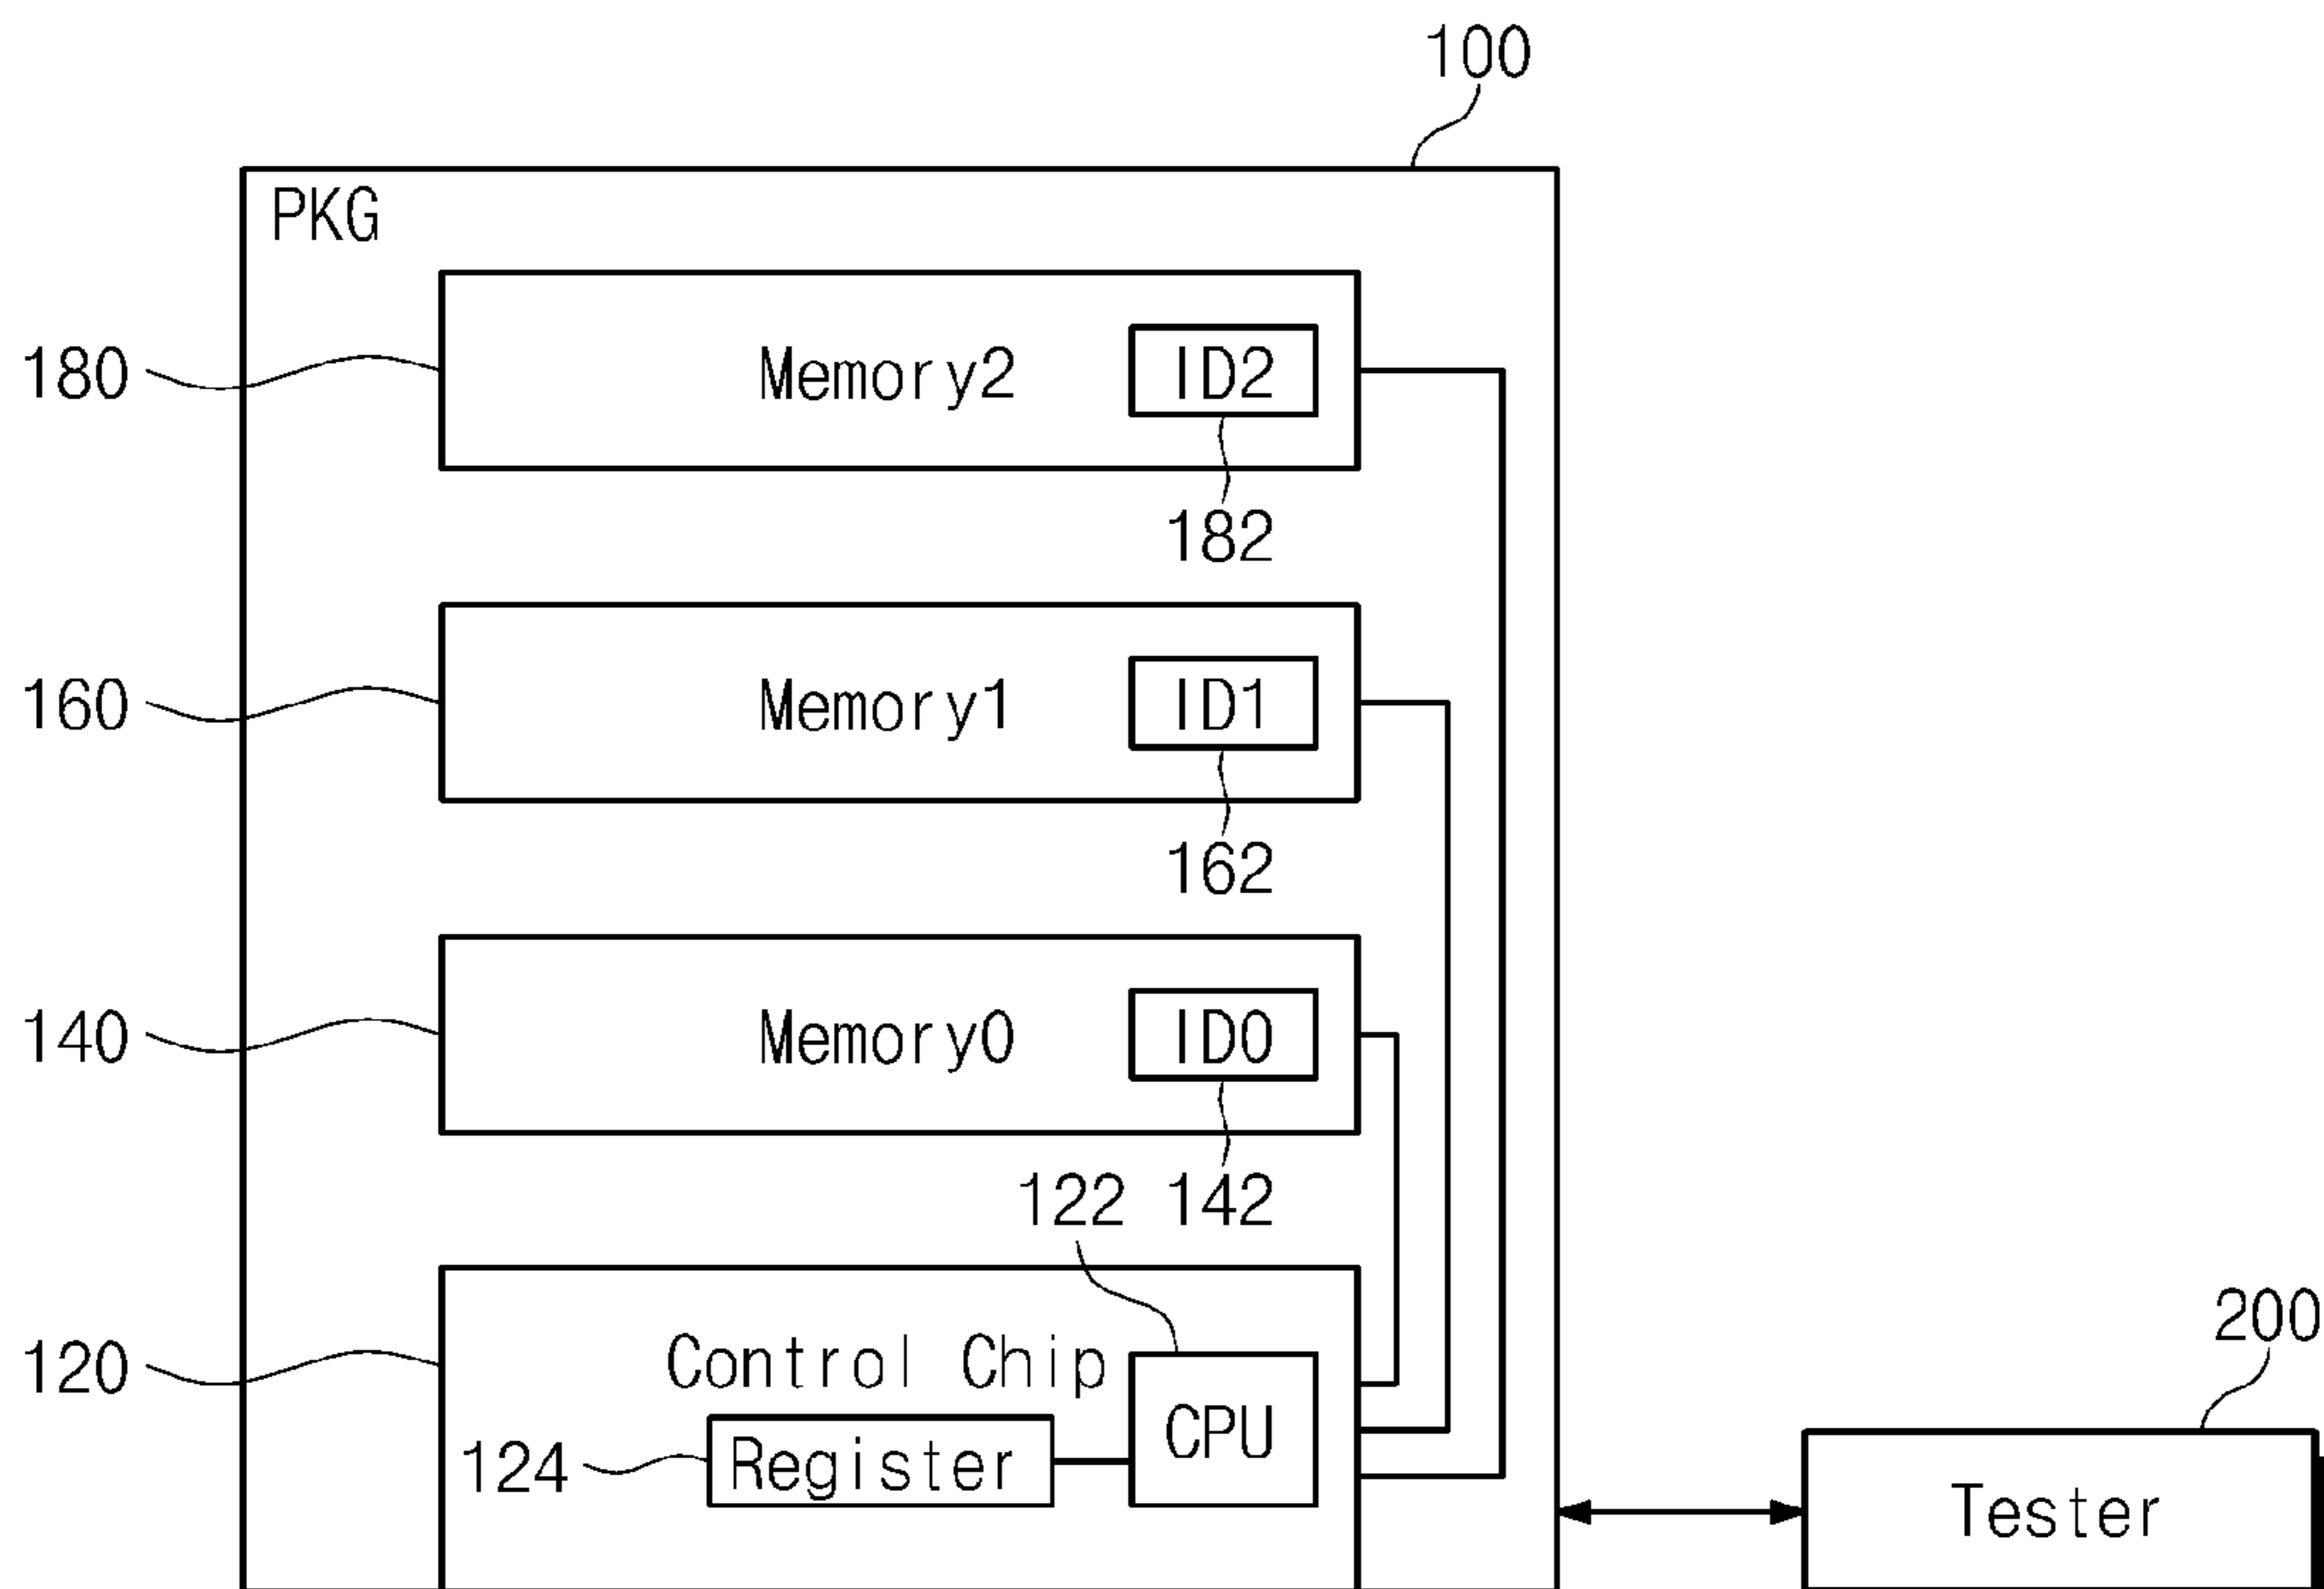 100
PKG
180
Memory2
ID2
182
160
Memory1
ID1
162
140
Memory0
ID0
122 142
120
Control Chip
CPU
124
Register
200
Tester